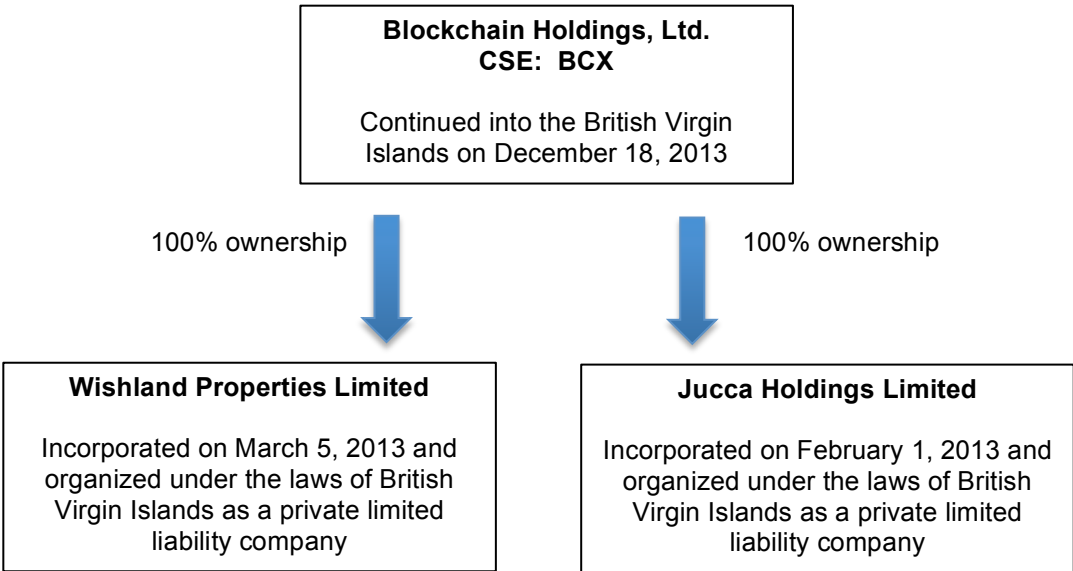 Blockchain Holdings, Ltd.
CSE:  BCX
Continued into the British Virgin
Islands on December 18, 2013
100% ownership
100% ownership
Wishland Properties Limited
Incorporated on March 5, 2013 and
organized under the laws of British
Virgin Islands as a private limited
liability company
Jucca Holdings Limited
Incorporated on February 1, 2013 and
organized under the laws of British
Virgin Islands as a private limited
liability company